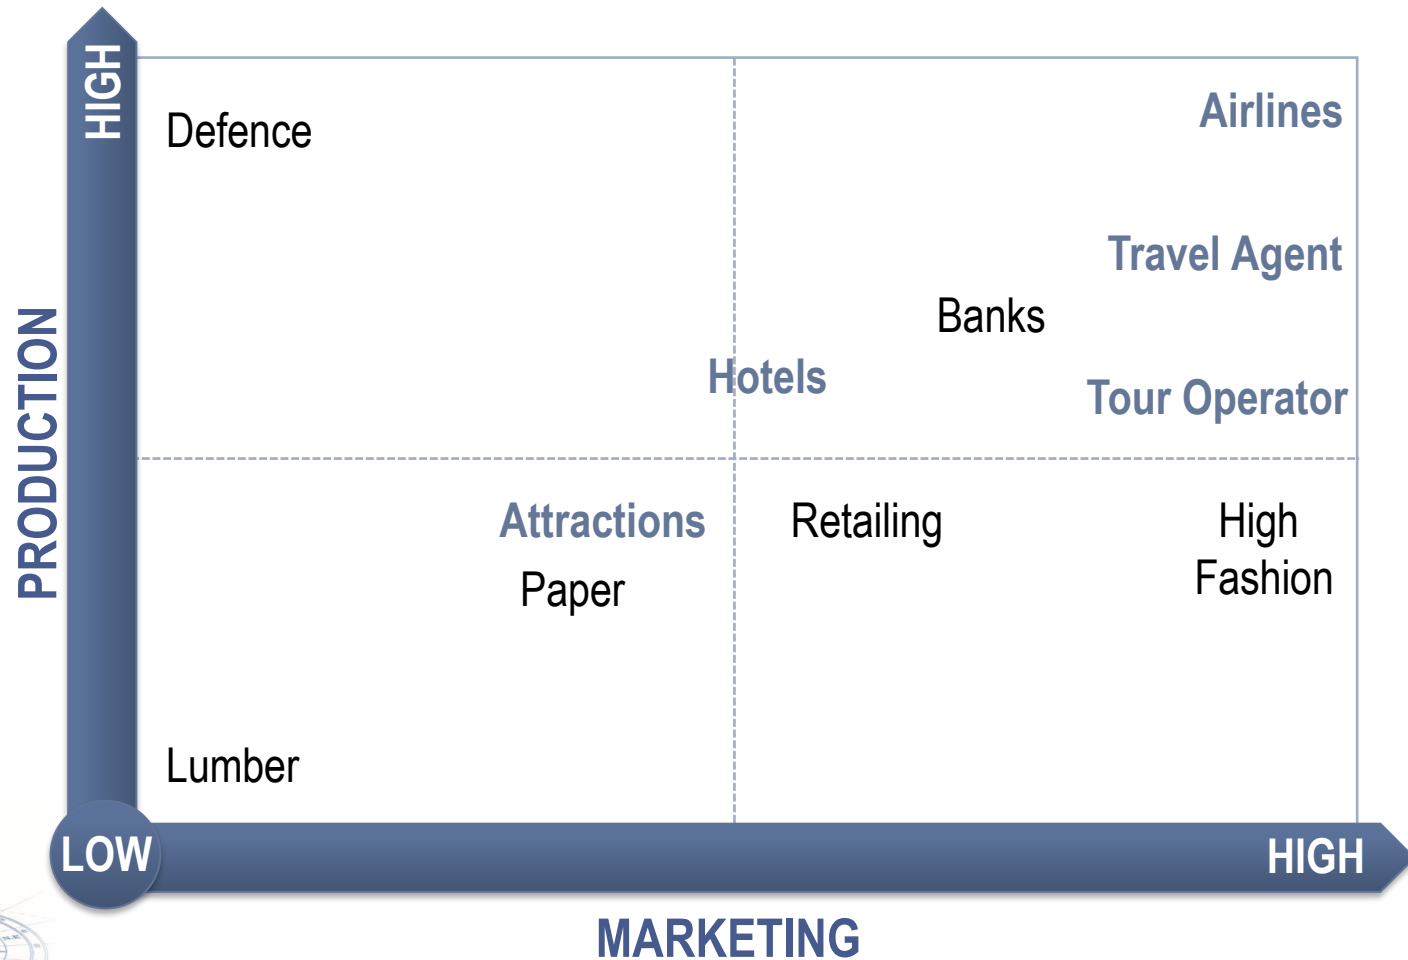 HIGH
Defence
Airlines
Travel Agent
Banks
Hotels
Tour Operator
PRODUCTION
Attractions
Retailing
High
Fashion
Paper
Lumber
LOW
HIGH
MARKETING